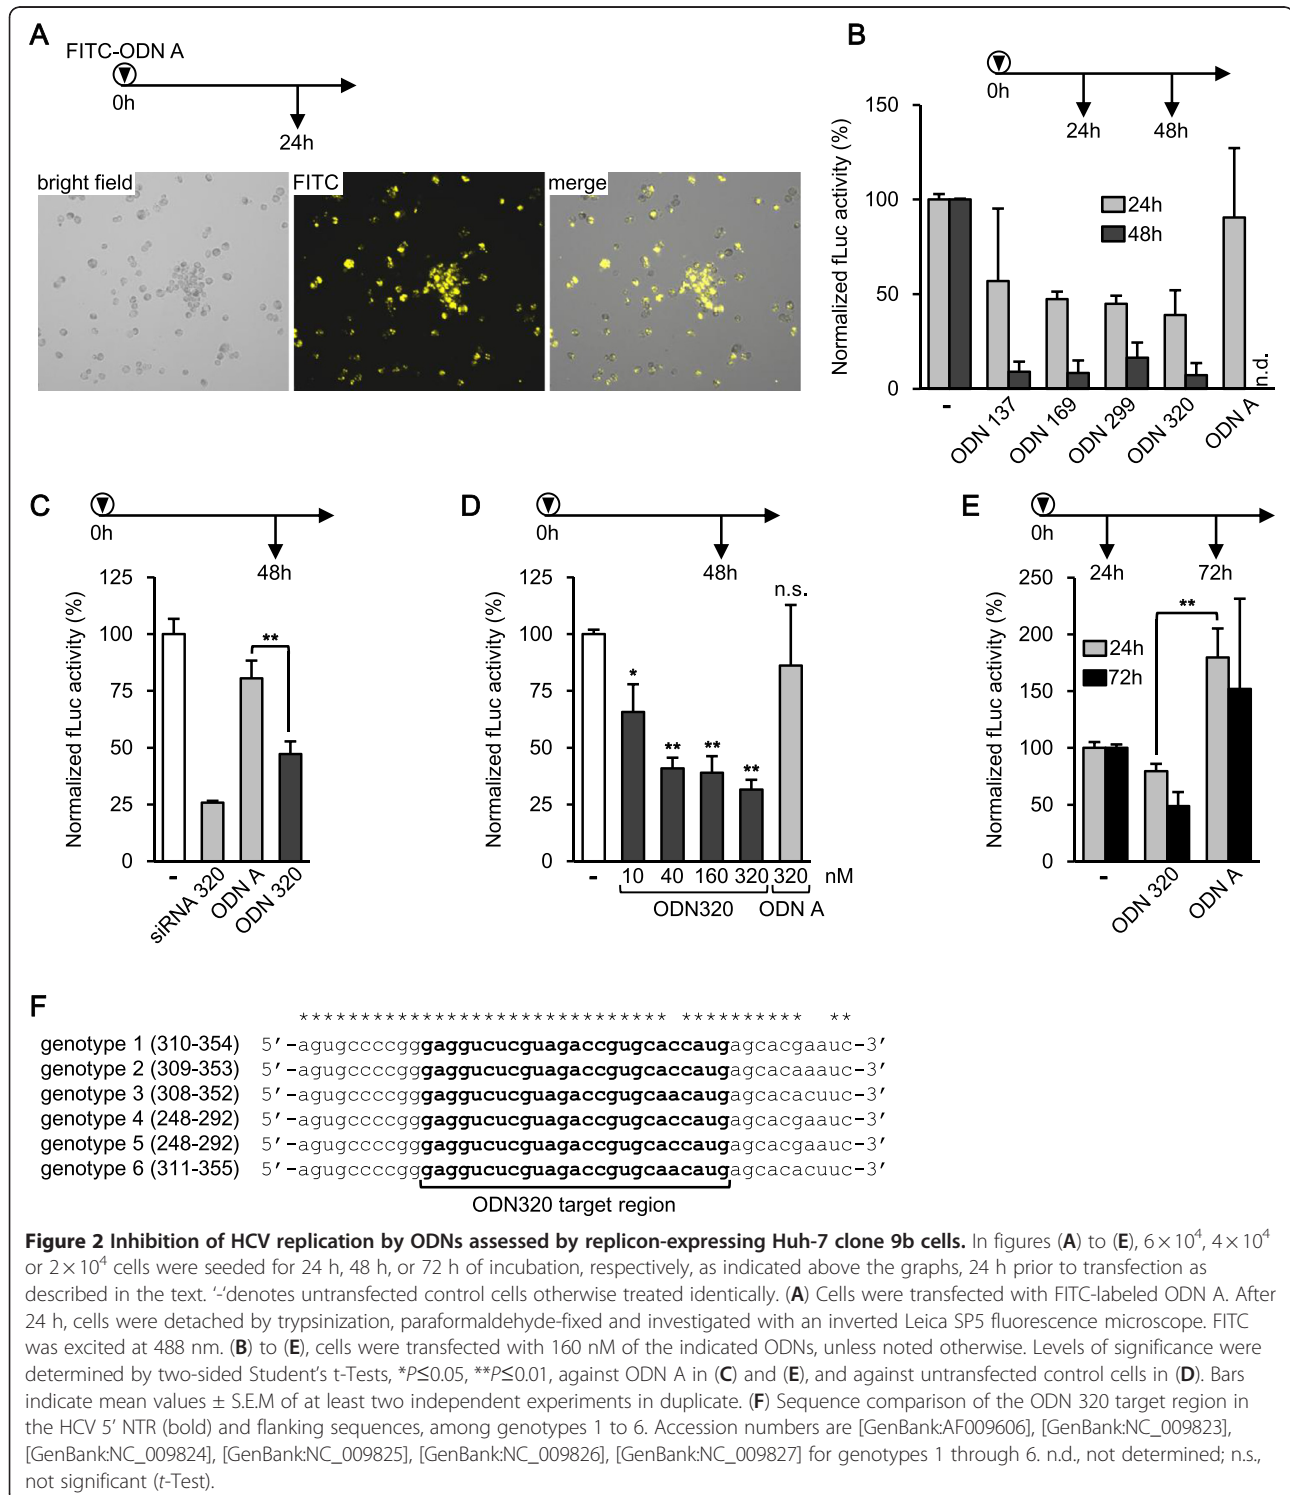 A
FITC-ODN A
0h
24h
bright field
FITC
merge
B
0h
24h
48h
Normalized fLuc activity (%)
150
100
50
0
24h
48h
n.d.
-
ODN 137
ODN 169
ODN 299
ODN 320
ODN A
C
0h
48h
Normalized fLuc activity (%)
125
100
75
50
25
0
**
-
siRNA 320
ODN A
ODN 320
D
0h
48h
Normalized fLuc activity (%)
125
100
75
50
25
0
*
**
**
**
n.s.
-
10 40 160 320 320 nM
ODN320 ODN A
E
0h
24h
72h
Normalized fLuc activity (%)
250
200
150
100
50
0
24h
72h
**
-
ODN 320
ODN A
F
****************************** ********** **
genotype 1 (310-354) 5’-agugccccgggaggucucguagaccgugcaccaugagcacgaauc-3’
genotype 2 (309-353) 5’-agugccccgggaggucucguagaccgugcaccaugagcacaaauc-3’
genotype 3 (308-352) 5’-agugccccgggaggucucguagaccgugcaacaugagcacacuuc-3’
genotype 4 (248-292) 5’-agugccccgggaggucucguagaccgugcaccaugagcacgaauc-3’
genotype 5 (248-292) 5’-agugccccgggaggucucguagaccgugcaccaugagcacgaauc-3’
genotype 6 (311-355) 5’-agugccccgggaggucucguagaccgugcaacaugagcacacuuc-3’
ODN320 target region
Figure 2 Inhibition of HCV replication by ODNs assessed by replicon-expressing Huh-7 clone 9b cells. In figures (A) to (E), 6×10⁴, 4×10⁴
or 2×10⁴ cells were seeded for 24 h, 48 h, or 72 h of incubation, respectively, as indicated above the graphs, 24 h prior to transfection as
described in the text. ‘-’denotes untransfected control cells otherwise treated identically. (A) Cells were transfected with FITC-labeled ODN A. After
24 h, cells were detached by trypsinization, paraformaldehyde-fixed and investigated with an inverted Leica SP5 fluorescence microscope. FITC
was excited at 488 nm. (B) to (E), cells were transfected with 160 nM of the indicated ODNs, unless noted otherwise. Levels of significance were
determined by two-sided Student’s t-Tests, *P≤0.05, **P≤0.01, against ODN A in (C) and (E), and against untransfected control cells in (D). Bars
indicate mean values ± S.E.M of at least two independent experiments in duplicate. (F) Sequence comparison of the ODN 320 target region in
the HCV 5’ NTR (bold) and flanking sequences, among genotypes 1 to 6. Accession numbers are [GenBank:AF009606], [GenBank:NC_009823],
[GenBank:NC_009824], [GenBank:NC_009825], [GenBank:NC_009826], [GenBank:NC_009827] for genotypes 1 through 6. n.d., not determined; n.s.,
not significant (t-Test).